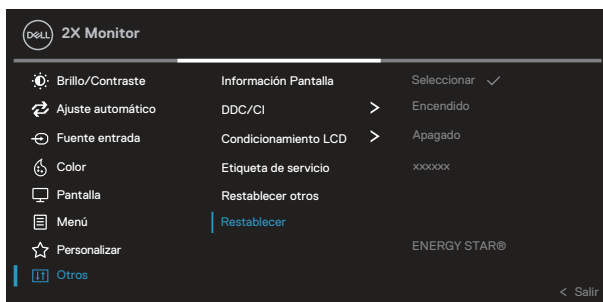 DELL 2X Monitor
Brillo/Contraste Información Pantalla Seleccionar ✓
Ajuste automático DDC/CI > Encendido
Fuente entrada Condicionamiento LCD > Apagado
Color Etiqueta de servicio xxxxxx
Pantalla Restablecer otros
Menú Restablecer
Personalizar ENERGY STAR®
Otros
< Salir